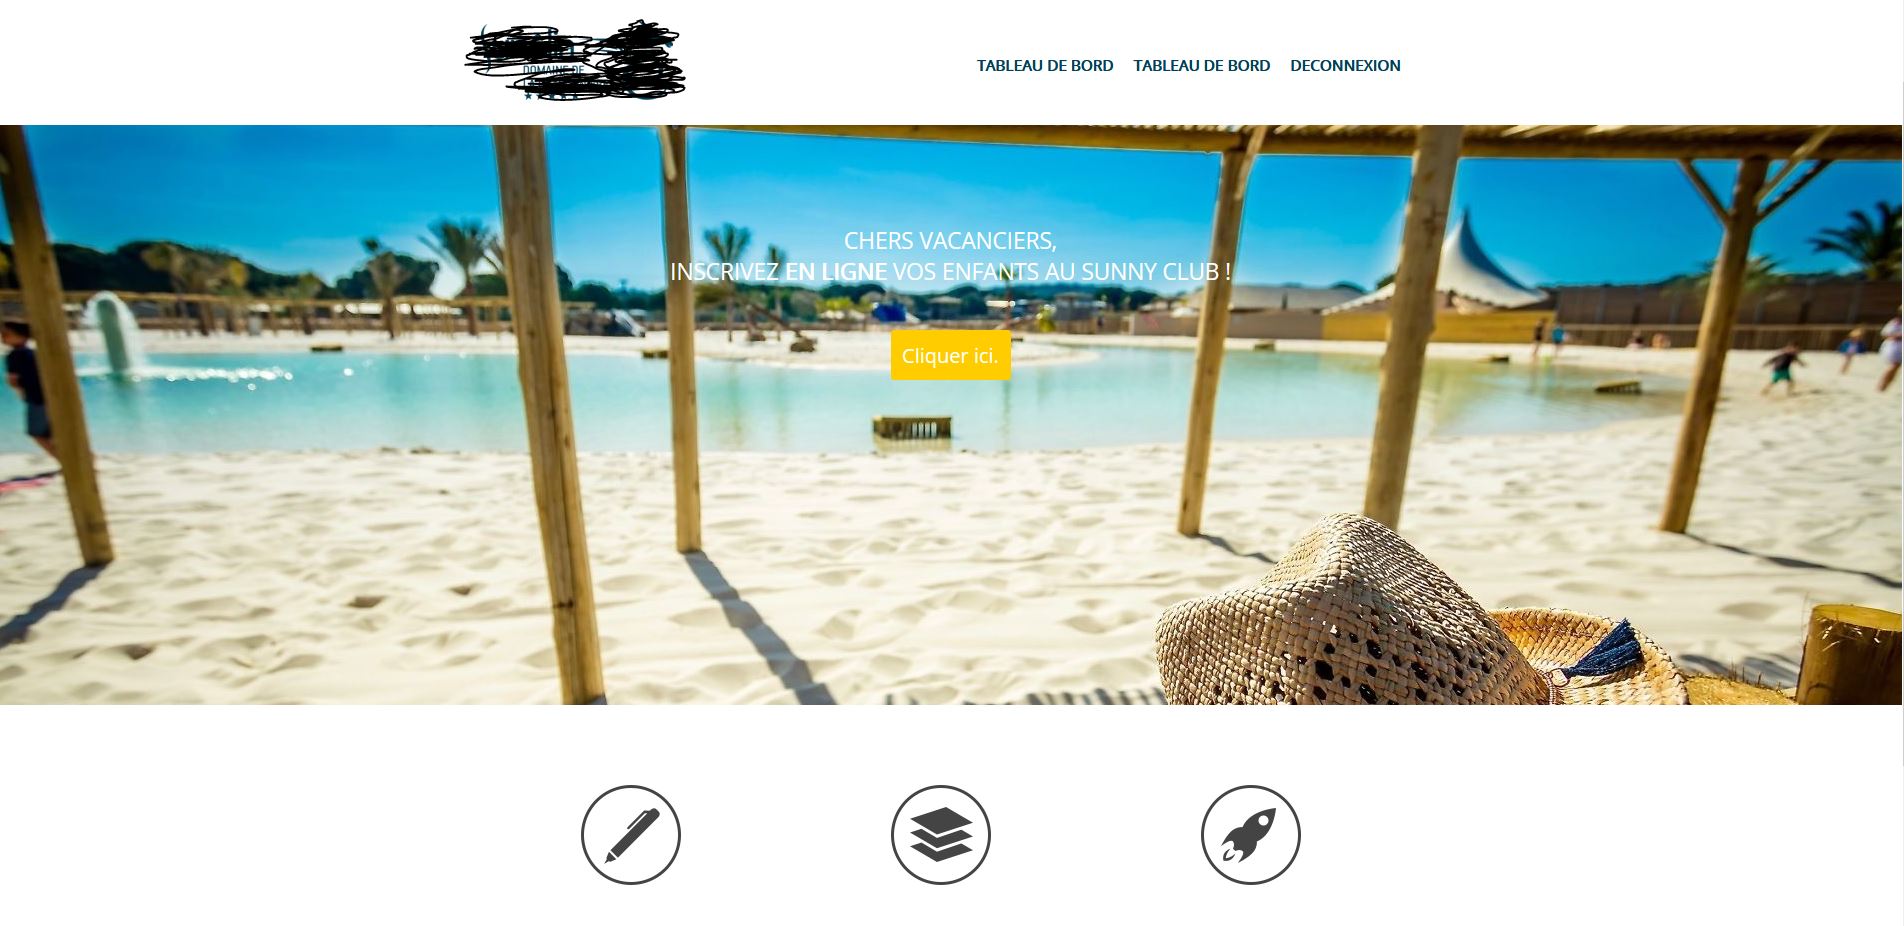 DOMAINE DE
TABLEAU DE BORD TABLEAU DE BORD DECONNEXION
CHERS VACANCIERS,
INSCRIVEZ EN LIGNE VOS ENFANTS AU SUNNY CLUB !
Cliquer ici.